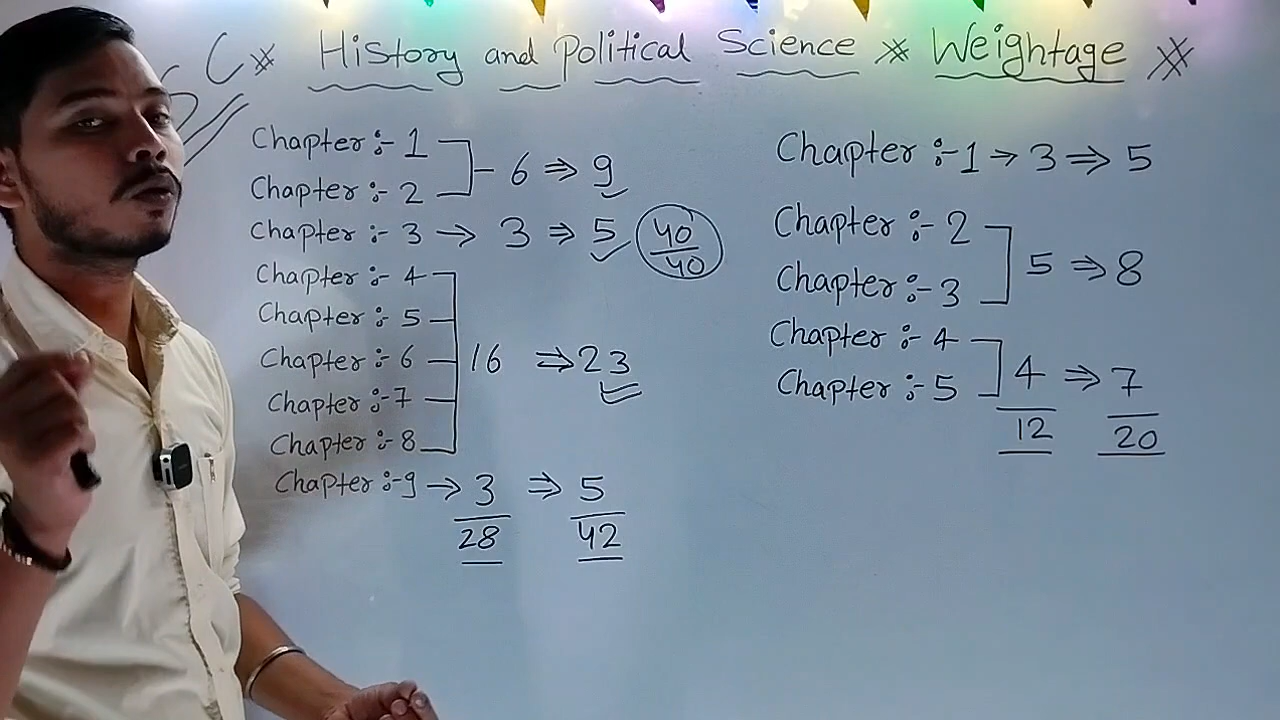 C * History and political Science ※ Weightage ※
Chapter :- 1
Chapter :- 2
6 ⇒ 9
Chapter :- 3 → 3 ⇒ 5
40/40
Chapter :- 4
Chapter :- 5
Chapter :- 6
Chapter :- 7
Chapter :- 8
16 ⇒ 23
Chapter :- 9 → 3 ⇒ 5
28 42
Chapter :- 1 → 3 ⇒ 5
Chapter :- 2
Chapter :- 3
5 ⇒ 8
Chapter :- 4
Chapter :- 5
4 ⇒ 7
12 20